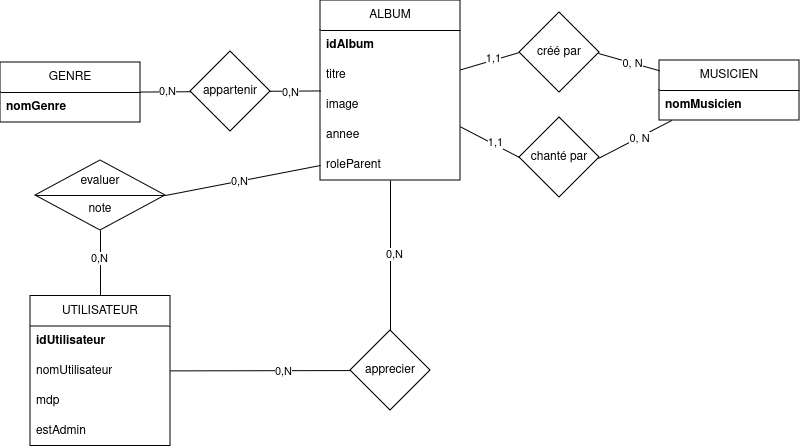 ALBUM
idAlbum
titre
image
annee
roleParent
GENRE
nomGenre
0,N
appartenir
0,N
1,1
créé par
0, N
MUSICIEN
nomMusicien
1,1
chanté par
0, N
evaluer
note
0,N
0,N
0,N
UTILISATEUR
idUtilisateur
nomUtilisateur
mdp
estAdmin
0,N
apprecier